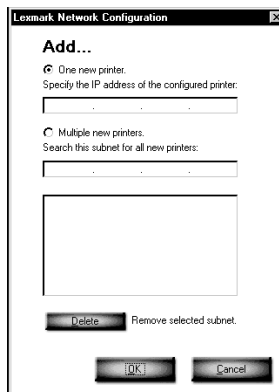 Lexmark Network Configuration
Add...
One new printer.
Specify the IP address of the configured printer:
. . .
Multiple new printers.
Search this subnet for all new printers:
. . .
Delete Remove selected subnet.
OK Cancel